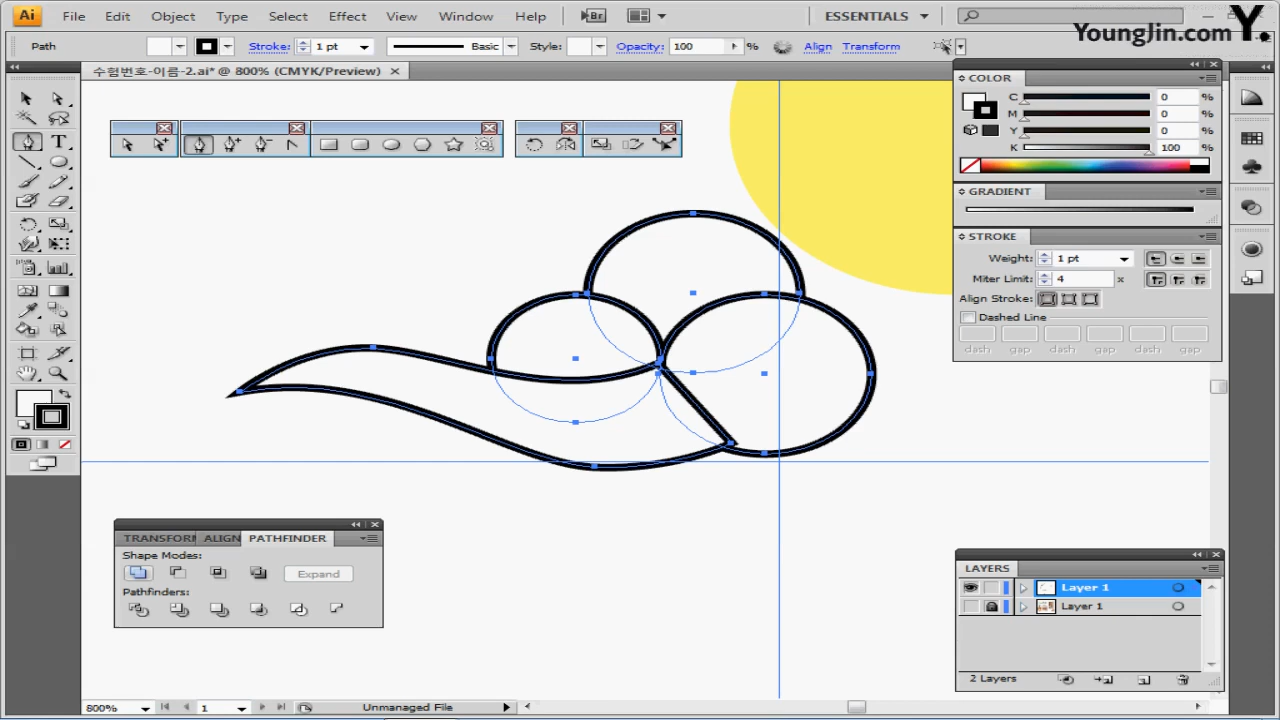 Ai File Edit Object Type Select Effect View Window Help Br ESSENTIALS
YoungJin.com Y.
Path Stroke: 1 pt Basic Style: Opacity: 100 % Align Transform
수험번호-이름-2.ai* @ 800% (CMYK/Preview)
COLOR
C 0 %
M 0 %
Y 0 %
K 100 %
GRADIENT
STROKE
Weight: 1 pt
Miter Limit: 4 x
Align Stroke:
Dashed Line
dash gap dash gap dash gap
TRANSFORM ALIGN PATHFINDER
Shape Modes:
Expand
Pathfinders:
LAYERS
Layer 1
Layer 1
2 Layers
800% 1 Unmanaged File